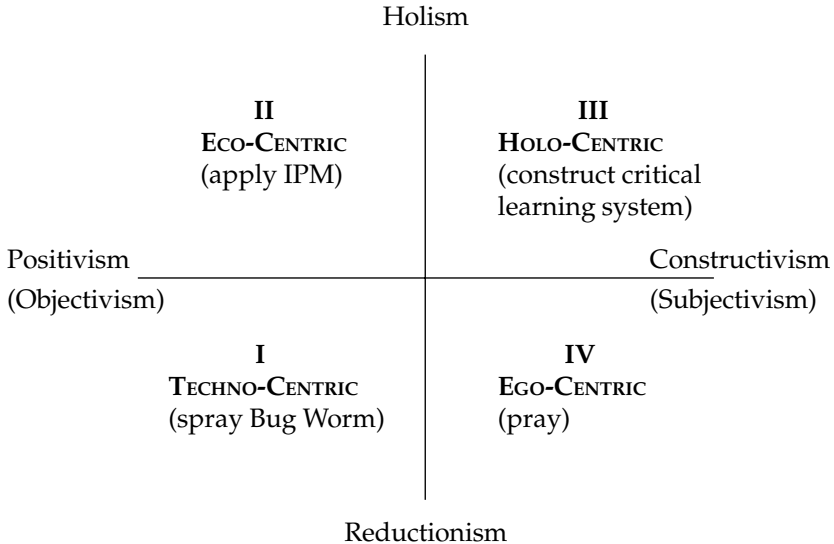 Holism
II
Eco-Centric
(apply IPM)
III
Holo-Centric
(construct critical
learning system)
Positivism
(Objectivism)
Constructivism
(Subjectivism)
I
Techno-Centric
(spray Bug Worm)
IV
Ego-Centric
(pray)
Reductionism